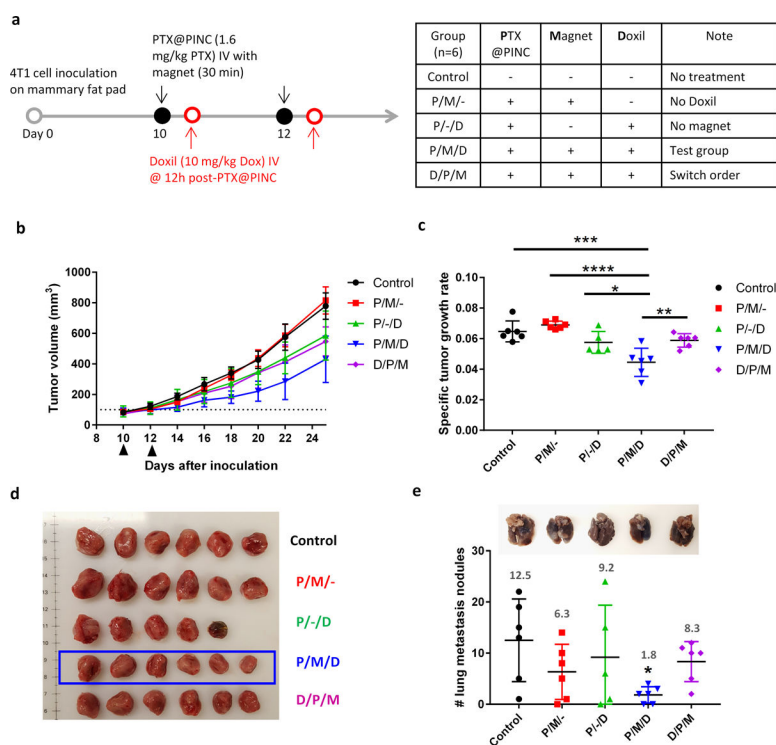 a
4T1 cell inoculation
on mammary fat pad
PTX@PINC (1.6
mg/kg PTX) IV with
magnet (30 min)
Day 0
10
12
Doxil (10 mg/kg Dox) IV
@ 12h post-PTX@PINC
Group (n=6) PTX @PINC Magnet Doxil Note
Control - - - No treatment
P/M/- + + - No Doxil
P/-/D + - + No magnet
P/M/D + + + Test group
D/P/M + + + Switch order
b
Tumor volume (mm³)
1000
800
600
400
200
0
8 10 12 14 16 18 20 22 24
Days after inoculation
Control
P/M/-
P/-/D
P/M/D
D/P/M
c
Specific tumor growth rate
0.10
0.08
0.06
0.04
0.02
0.00
***
****
*
**
Control P/M/- P/-/D P/M/D D/P/M
Control
P/M/-
P/-/D
P/M/D
D/P/M
d
Control
P/M/-
P/-/D
P/M/D
D/P/M
e
# lung metastasis nodules
30
20
10
0
12.5
6.3
9.2
1.8
*
8.3
Control P/M/- P/-/D P/M/D D/P/M